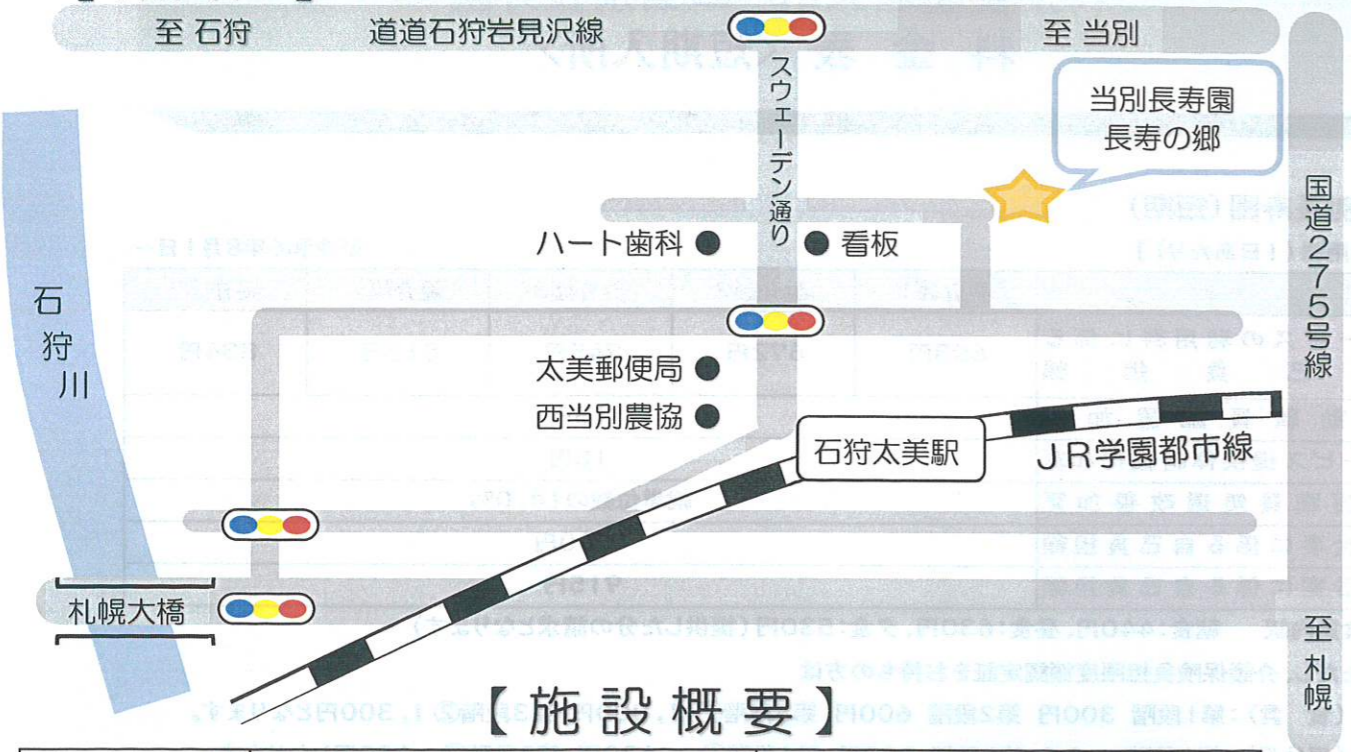 至 石狩
道道石狩岩見沢線
至 当別
スウェーデン通り
当別長寿園
長寿の郷
国道275号線
ハート歯科
看板
石狩川
太美郵便局
西当別農協
石狩太美駅
JR学園都市線
札幌大橋
至 札幌
【施設概要】